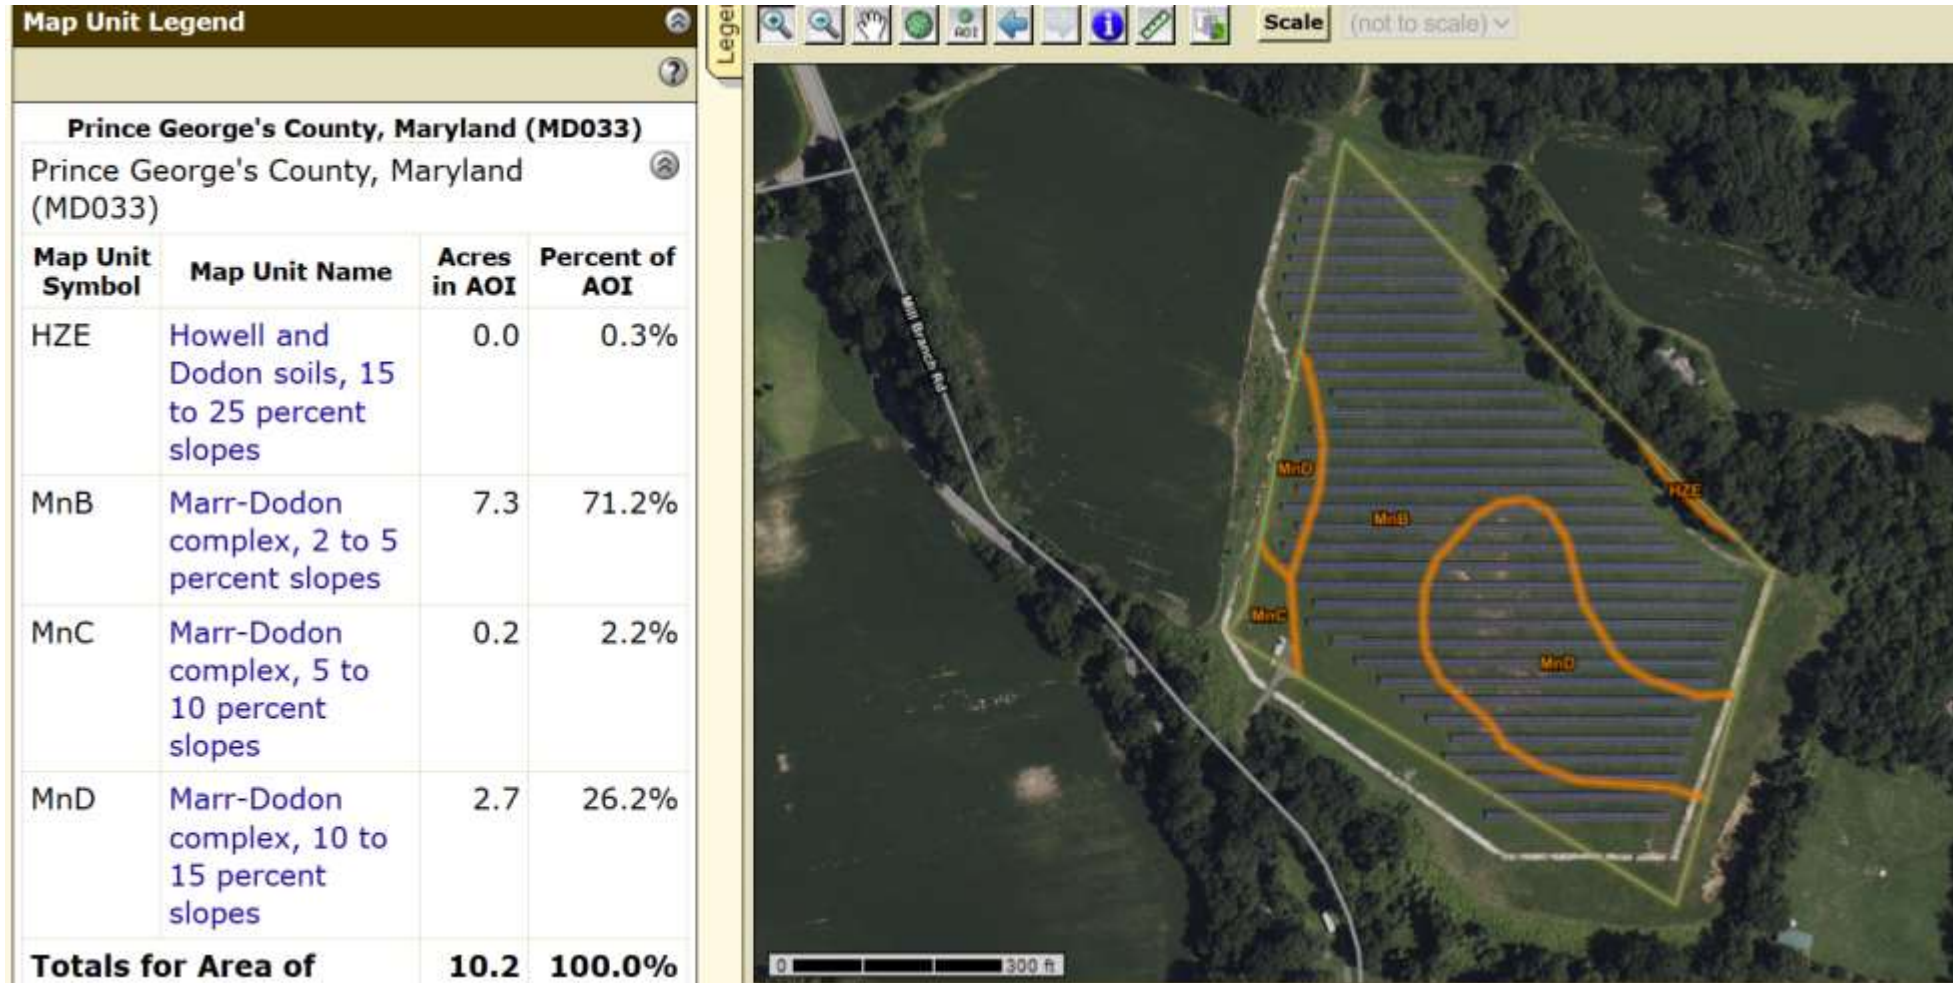 Map Unit Legend
Prince George's County, Maryland (MD033)
Prince George's County, Maryland
(MD033)
Map Unit
Symbol
Map Unit Name
Acres
in AOI
Percent of
AOI
HZE
Howell and
Dodon soils, 15
to 25 percent
slopes
0.0
0.3%
MnB
Marr-Dodon
complex, 2 to 5
percent slopes
7.3
71.2%
MnC
Marr-Dodon
complex, 5 to
10 percent
slopes
0.2
2.2%
MnD
Marr-Dodon
complex, 10 to
15 percent
slopes
2.7
26.2%
Totals for Area of
10.2
100.0%
AOI
Scale
(not to scale)
Mill Branch Rd
MnD
MnB
HZE
MnC
MnD
0
300 ft